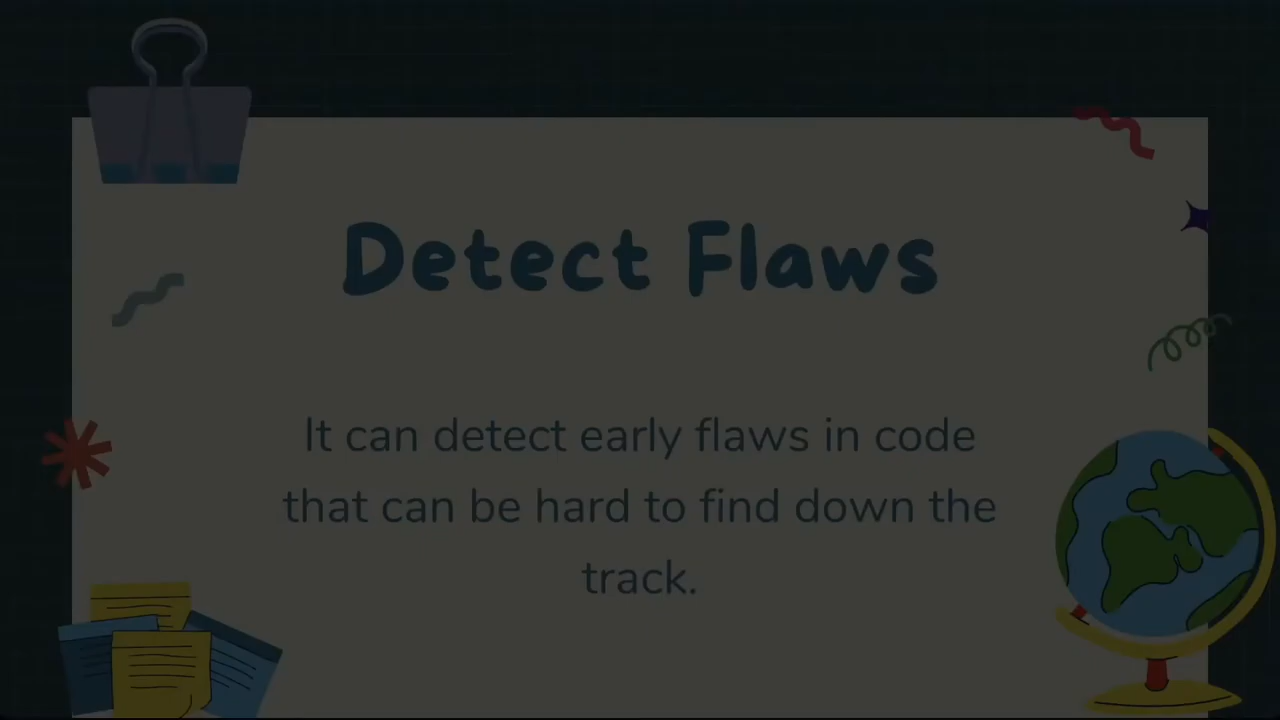 Detect Flaws
It can detect early flaws in code
that can be hard to find down the
track.